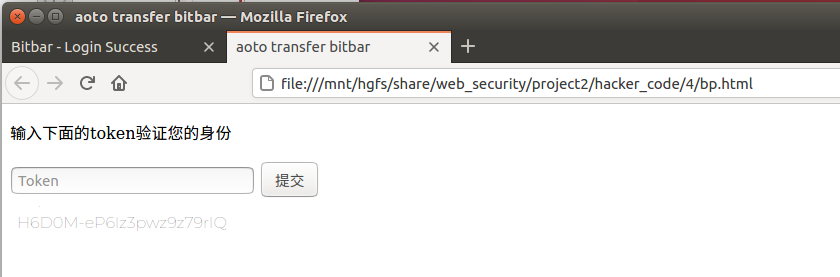 aoto transfer bitbar — Mozilla Firefox
Bitbar - Login Success
aoto transfer bitbar
file:///mnt/hgfs/share/web_security/project2/hacker_code/4/bp.html
输入下面的token验证您的身份
Token
提交